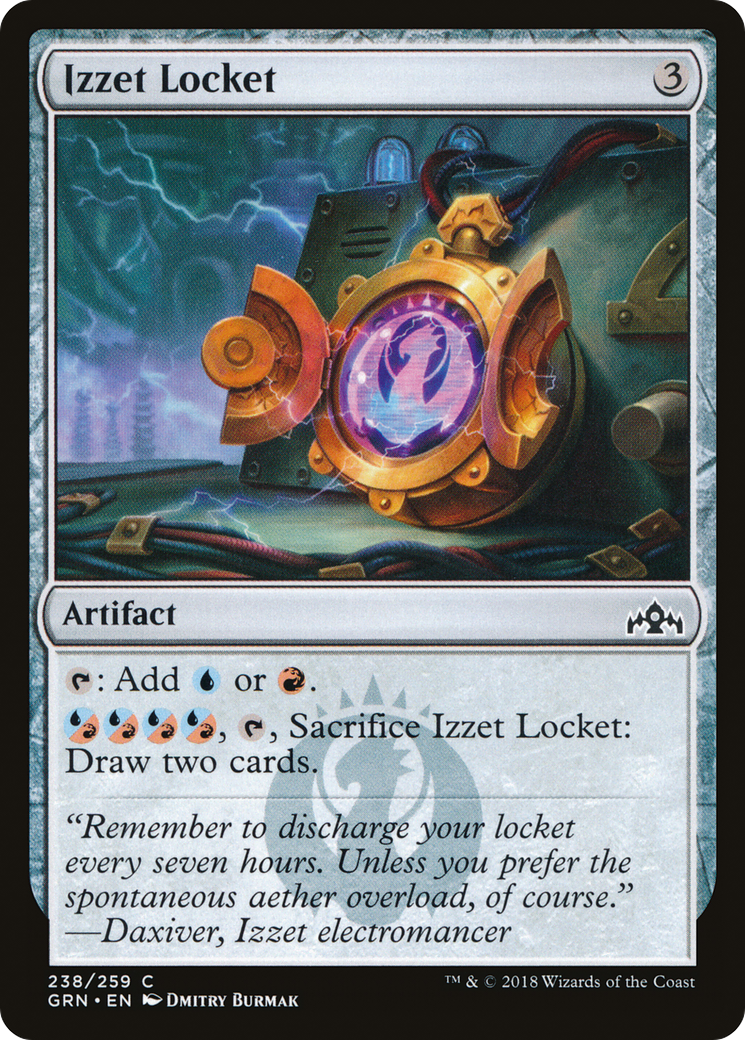 Izzet Locket 3
Artifact
: Add or .
, , Sacrifice Izzet Locket:
Draw two cards.
“Remember to discharge your locket
every seven hours. Unless you prefer the
spontaneous aether overload, of course.”
—Daxiver, Izzet electromancer
238/259 C
™ & © 2018 Wizards of the Coast
GRN • EN Dmitry Burmak